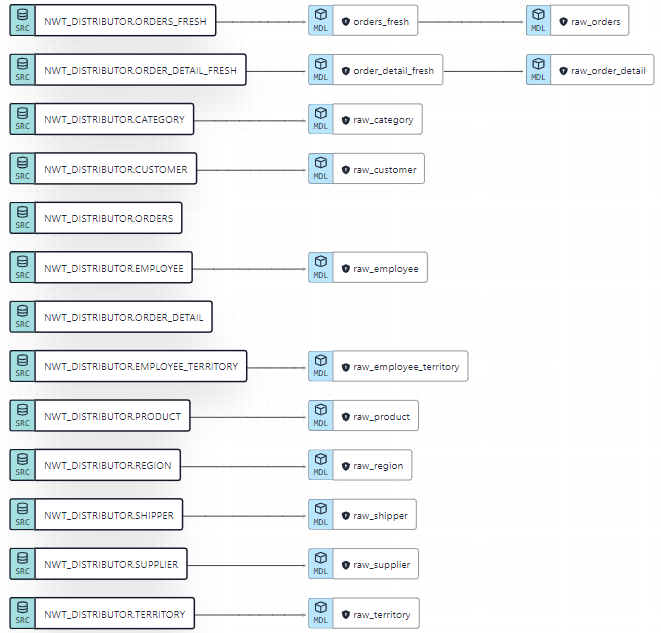 SRC NWT_DISTRIBUTOR.ORDERS_FRESH MDL orders_fresh MDL raw_orders
SRC NWT_DISTRIBUTOR.ORDER_DETAIL_FRESH MDL order_detail_fresh MDL raw_order_detail
SRC NWT_DISTRIBUTOR.CATEGORY MDL raw_category
SRC NWT_DISTRIBUTOR.CUSTOMER MDL raw_customer
SRC NWT_DISTRIBUTOR.ORDERS
SRC NWT_DISTRIBUTOR.EMPLOYEE MDL raw_employee
SRC NWT_DISTRIBUTOR.ORDER_DETAIL
SRC NWT_DISTRIBUTOR.EMPLOYEE_TERRITORY MDL raw_employee_territory
SRC NWT_DISTRIBUTOR.PRODUCT MDL raw_product
SRC NWT_DISTRIBUTOR.REGION MDL raw_region
SRC NWT_DISTRIBUTOR.SHIPPER MDL raw_shipper
SRC NWT_DISTRIBUTOR.SUPPLIER MDL raw_supplier
SRC NWT_DISTRIBUTOR.TERRITORY MDL raw_territory